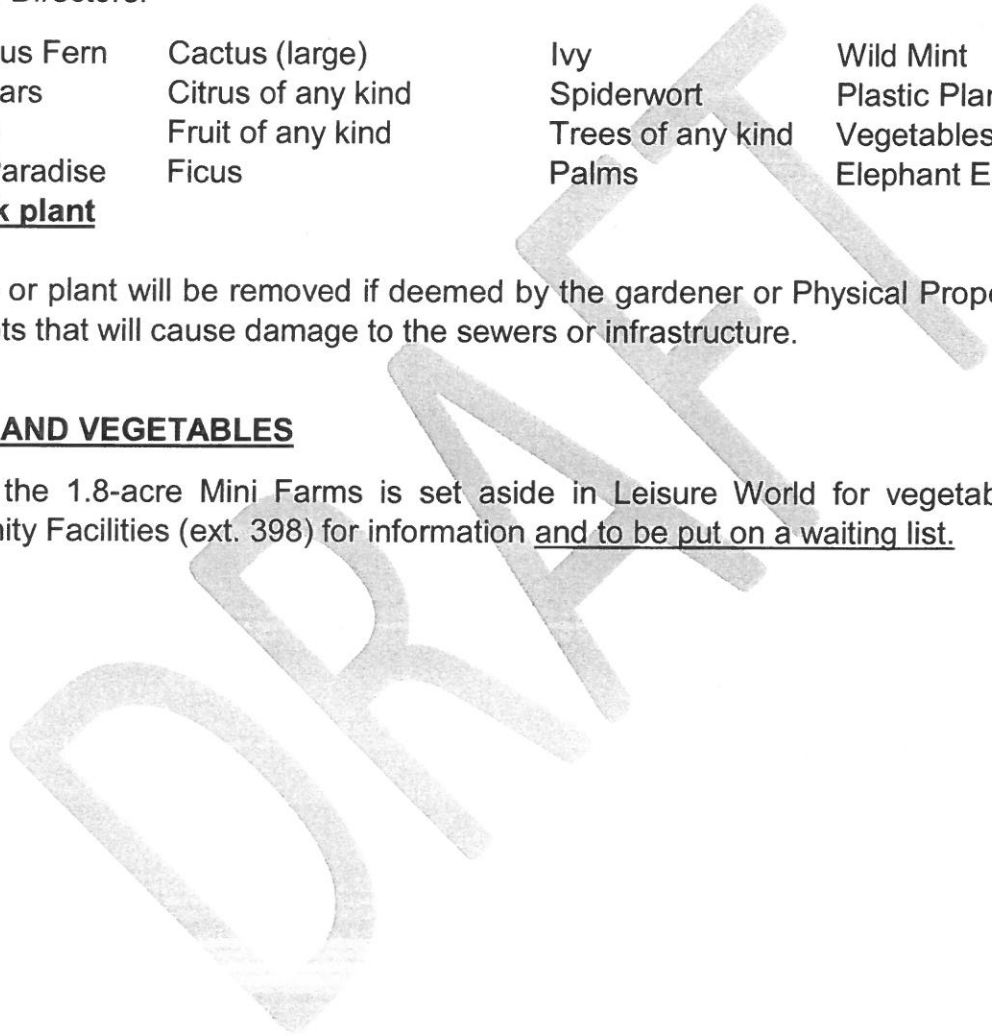 Directors.
us Fern Cactus (large) Ivy Wild Mint
ars Citrus of any kind Spiderwort Plastic Plan
Fruit of any kind Trees of any kind Vegetables
Paradise Ficus Palms Elephant E
k plant
or plant will be removed if deemed by the gardener or Physical Prope
ts that will cause damage to the sewers or infrastructure.
AND VEGETABLES
the 1.8-acre Mini Farms is set aside in Leisure World for vegetab
ity Facilities (ext. 398) for information and to be put on a waiting list.
DRAFT